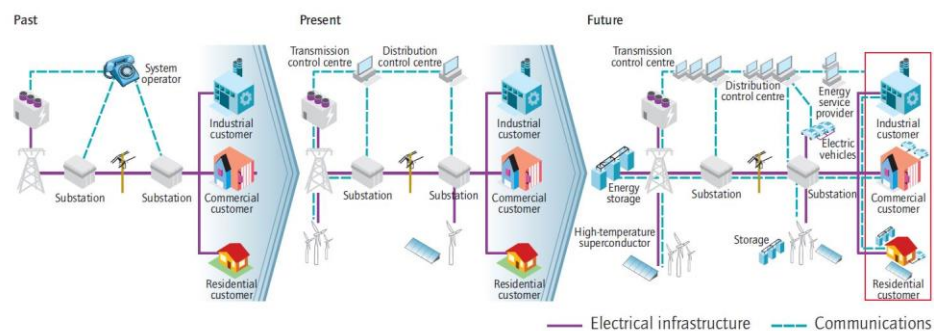 Past
System
operator
Industrial
customer
Substation
Substation
Commercial
customer
Residential
customer
Present
Transmission
control centre
Distribution
control centre
Industrial
customer
Substation
Substation
Commercial
customer
Residential
customer
Future
Transmission
control centre
Distribution
control centre
Energy
service
provider
Industrial
customer
Electric
vehicles
Energy
storage
Substation
Substation
Commercial
customer
High-temperature
superconductor
Storage
Residential
customer
Electrical infrastructure
Communications